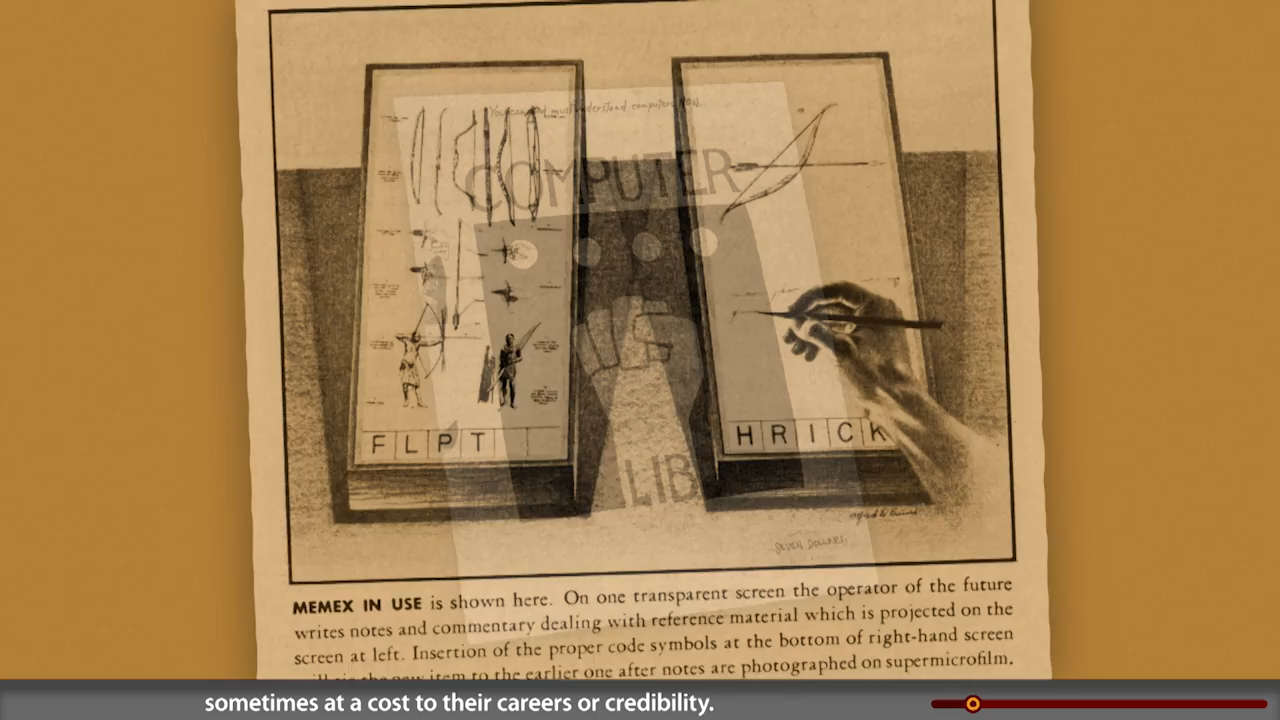 You can and must understand computers NOW.
COMPUTER
LIB
FLPT
HRICK
SEVEN DOLLARS.
MEMEX IN USE is shown here. On one transparent screen the operator of the future
writes notes and commentary dealing with reference material which is projected on the
screen at left. Insertion of the proper code symbols at the bottom of right-hand screen
item to the earlier one after notes are photographed on supermicrofilm.
sometimes at a cost to their careers or credibility.